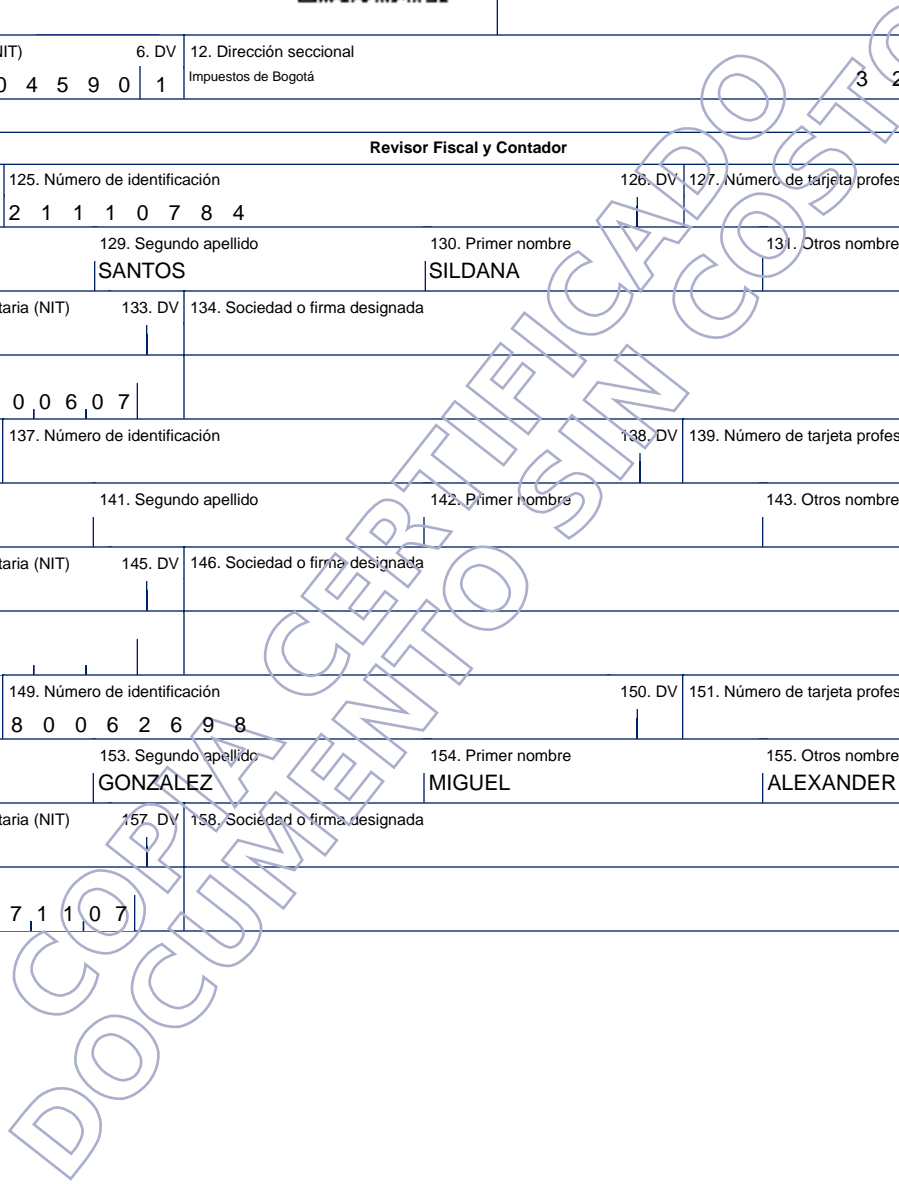 6. DV 12. Dirección seccional
0 4 5 9 0 1 Impuestos de Bogotá 3 2
Revisor Fiscal y Contador
125. Número de identificación 126. DV 127. Número de tarjeta profes
2 1 1 1 0 7 8 4
129. Segundo apellido 130. Primer nombre 131. Otros nombre
SANTOS SILDANA
taria (NIT) 133. DV 134. Sociedad o firma designada
0 0 6 0 7
137. Número de identificación 138. DV 139. Número de tarjeta profes
141. Segundo apellido 142. Primer nombre 143. Otros nombre
taria (NIT) 145. DV 146. Sociedad o firma designada
149. Número de identificación 150. DV 151. Número de tarjeta profes
8 0 0 6 2 6 9 8
153. Segundo apellido 154. Primer nombre 155. Otros nombre
GONZALEZ MIGUEL ALEXANDER
taria (NIT) 157. DV 158. Sociedad o firma designada
7 1 1 0 7
COPIA CERTIFICADO
DOCUMENTO SIN COSTO